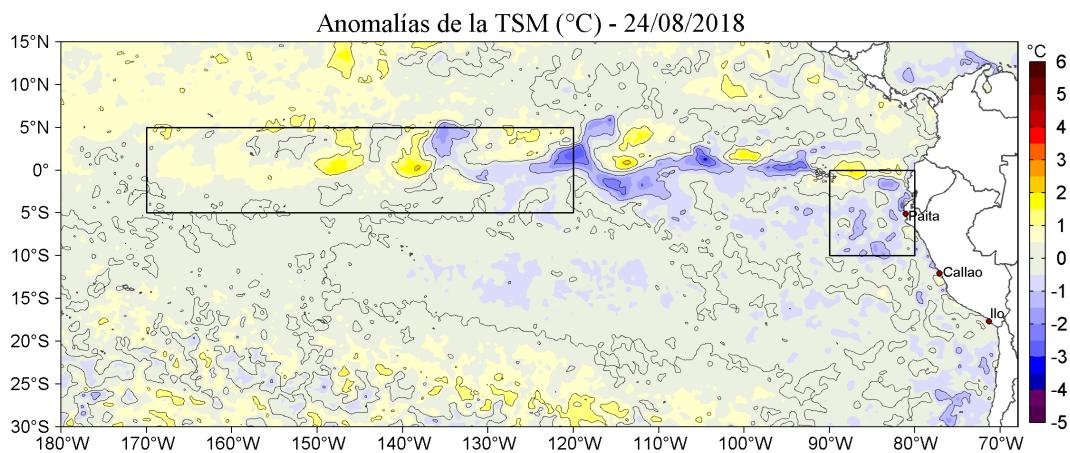 Anomalías de la TSM (°C) - 24/08/2018
15°N
10°N
5°N
0°
5°S
10°S
15°S
20°S
25°S
30°S
180°W
170°W
160°W
150°W
140°W
130°W
120°W
110°W
100°W
90°W
80°W
70°W
Paita
Callao
Ilo
°C
6
5
4
3
2
1
0
-1
-2
-3
-4
-5